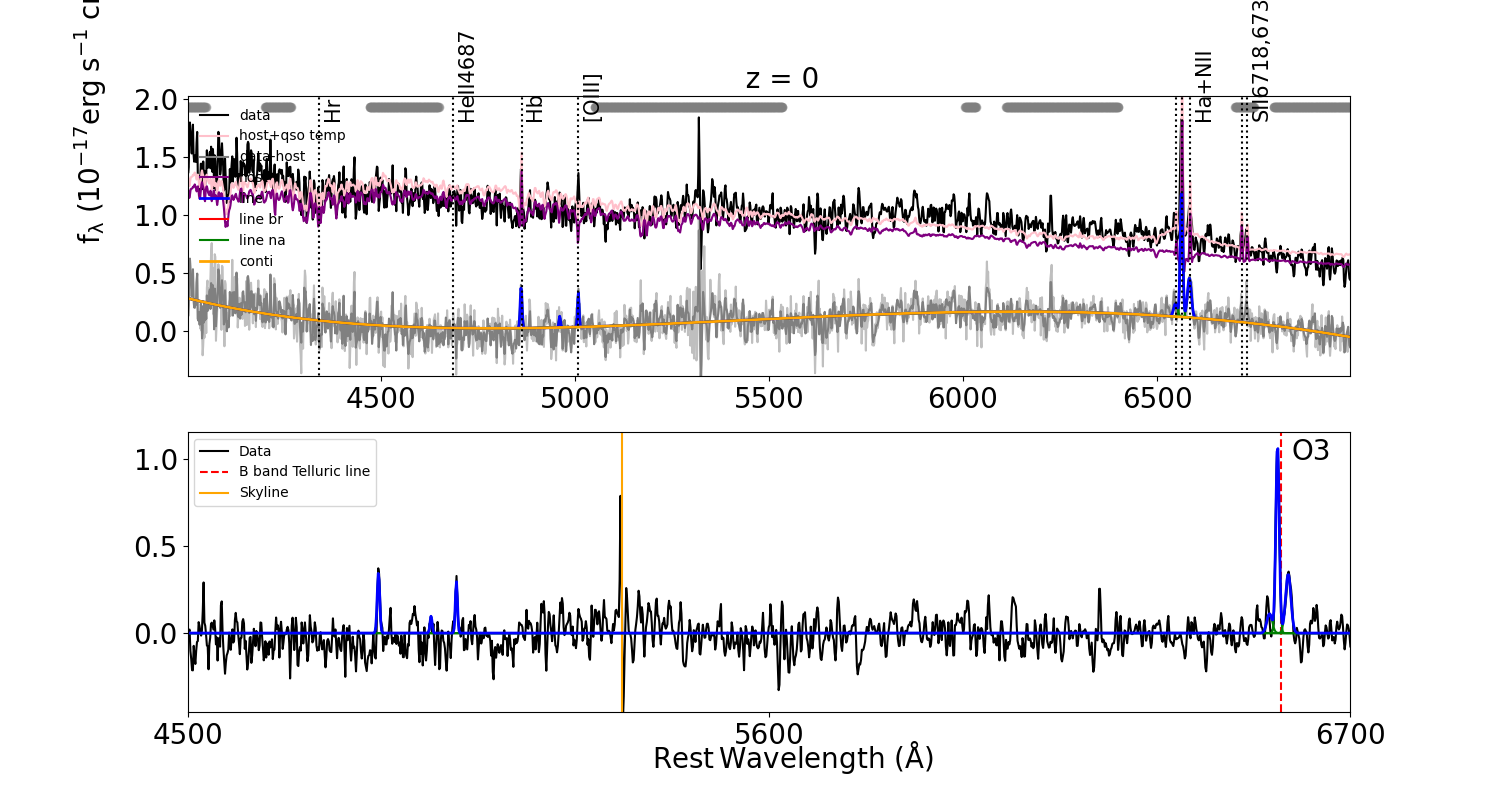 z = 0
f_λ (10^−17 erg s^−1
Hr
HeII4687
Hb
[OIII]
Ha+NII
SII6718,673
2.0
1.5
1.0
0.5
0.0
data
host+qso temp
data-host
line br
line na
conti
4500
5000
5500
6000
6500
1.0
0.5
0.0
Data
B band Telluric line
Skyline
O3
4500
5600
6700
Rest Wavelength (Å)